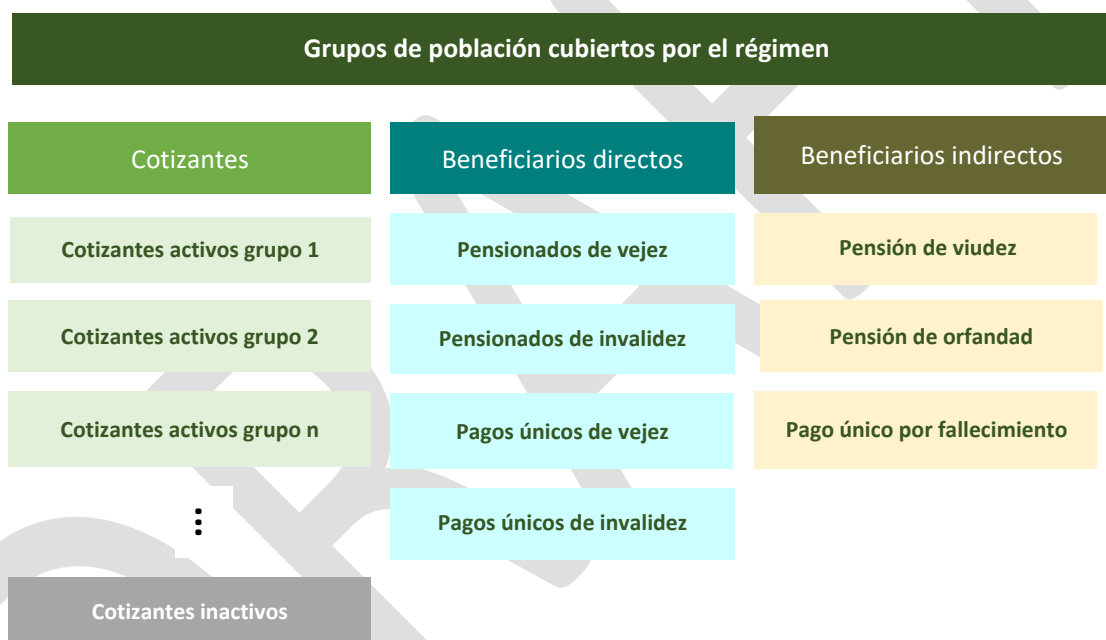 Grupos de población cubiertos por el régimen
Cotizantes
Beneficiarios directos
Beneficiarios indirectos
Cotizantes activos grupo 1
Pensionados de vejez
Pensión de viudez
Cotizantes activos grupo 2
Pensionados de invalidez
Pensión de orfandad
Cotizantes activos grupo n
Pagos únicos de vejez
Pago único por fallecimiento
⋮
Pagos únicos de invalidez
Cotizantes inactivos